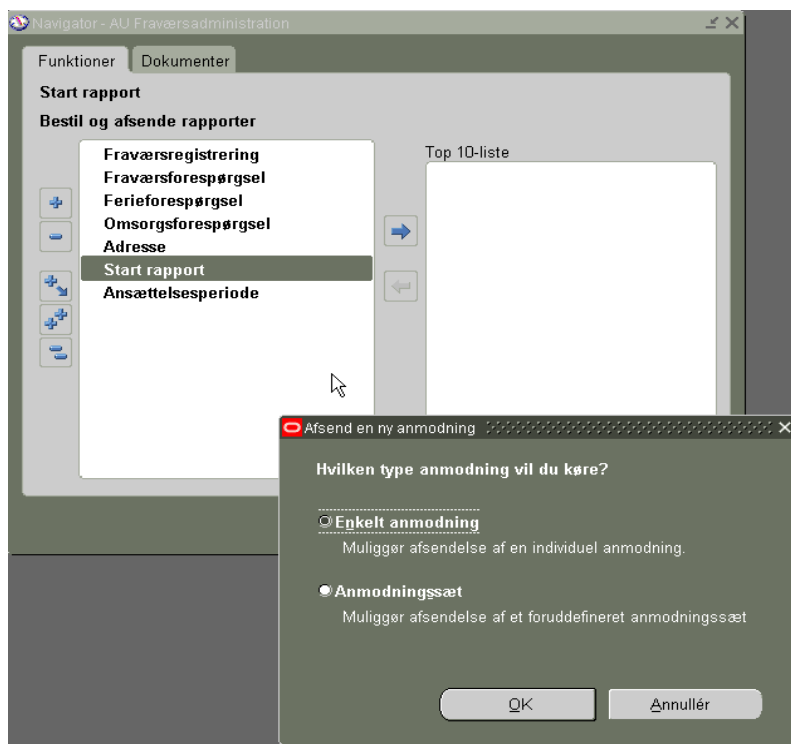 Navigator - AU Fraværsadministration
Funktioner
Dokumenter
Start rapport
Bestil og afsende rapporter
Fraværsregistrering
Fraværsforespørgsel
Ferieforespørgsel
Omsorgsforespørgsel
Adresse
Start rapport
Ansættelsesperiode
Top 10-liste
Afsend en ny anmodning
Hvilken type anmodning vil du køre?
Enkelt anmodning
Muliggør afsendelse af en individuel anmodning.
Anmodningssæt
Muliggør afsendelse af et foruddefineret anmodningssæt
OK
Annullér